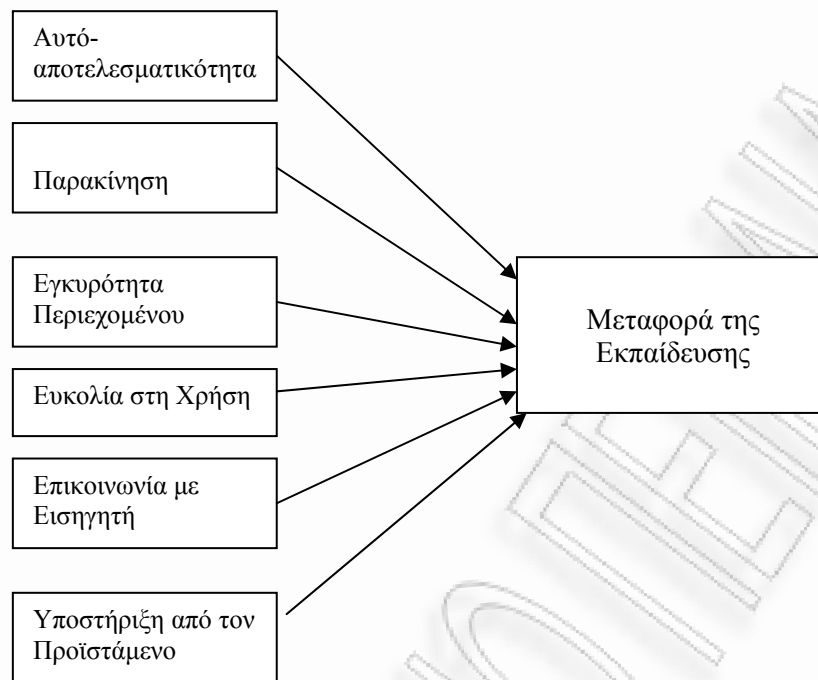 Αυτό-
αποτελεσματικότητα
Παρακίνηση
Εγκυρότητα
Περιεχομένου
Ευκολία στη Χρήση
Επικοινωνία με
Εισηγητή
Υποστήριξη από τον
Προϊστάμενο
Μεταφορά της
Εκπαίδευσης